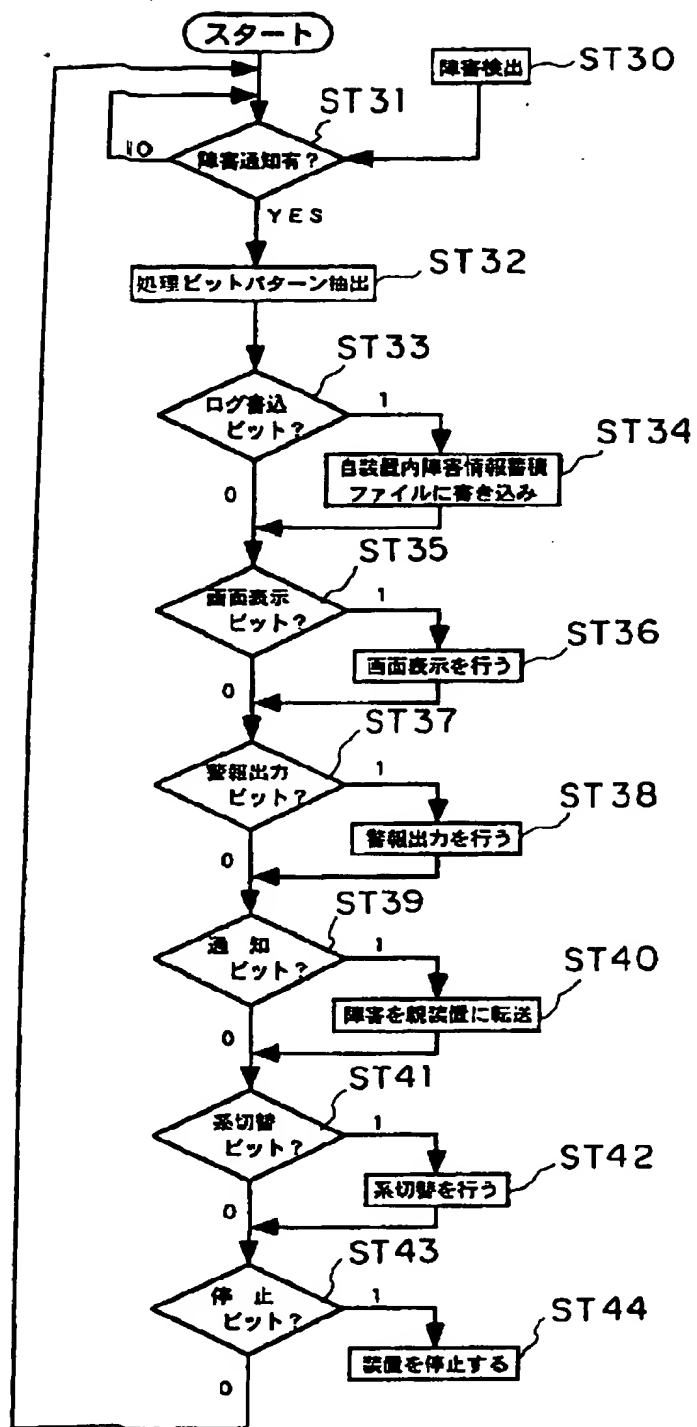 スタート
障害検出
ST30
ST31
障害通知有？
NO
YES
処理ビットパターン抽出
ST32
ST33
ログ書込
ビット？
1
0
ST34
自装置内障害情報蓄積
ファイルに書き込み
ST35
画面表示
ビット？
1
0
ST36
画面表示を行う
ST37
警報出力
ビット？
1
0
ST38
警報出力を行う
ST39
通 知
ビット？
1
0
ST40
障害を親装置に転送
ST41
系切替
ビット？
1
0
ST42
系切替を行う
ST43
停 止
ビット？
1
0
ST44
装置を停止する